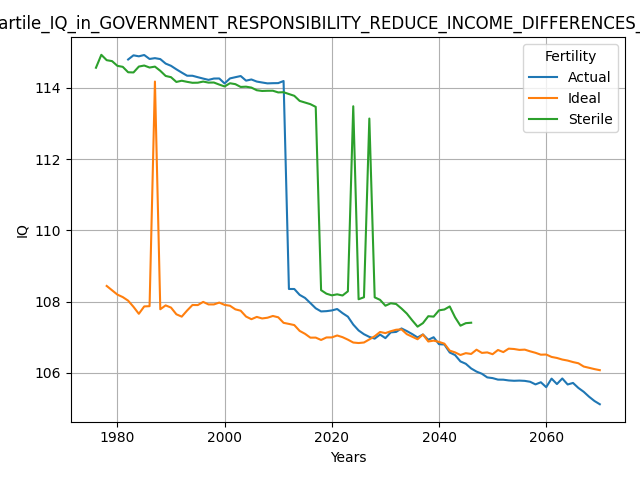 artile_IQ_in_GOVERNMENT_RESPONSIBILITY_REDUCE_INCOME_DIFFERENCES_
Fertility
Actual
Ideal
Sterile
IQ
114
112
110
108
106
1980
2000
2020
2040
2060
Years